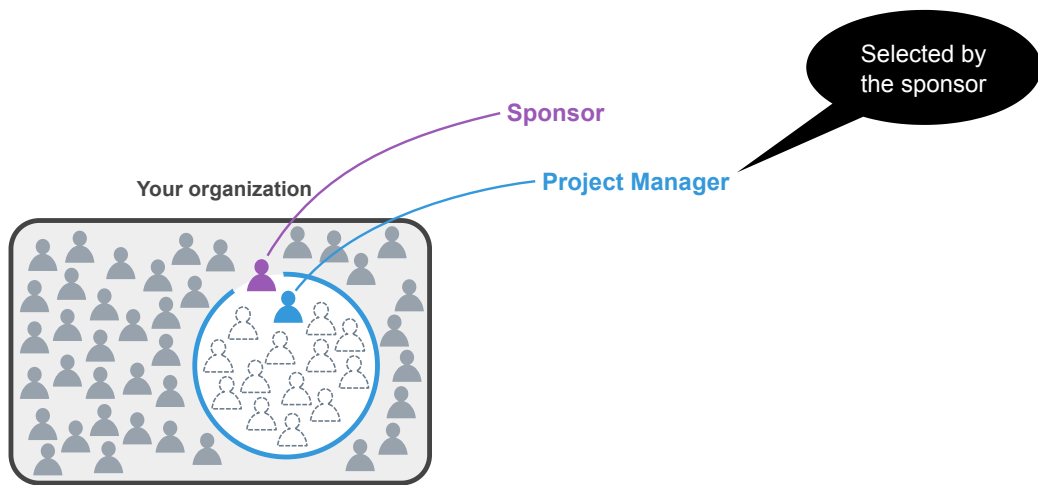 Selected by
the sponsor
Sponsor
Project Manager
Your organization